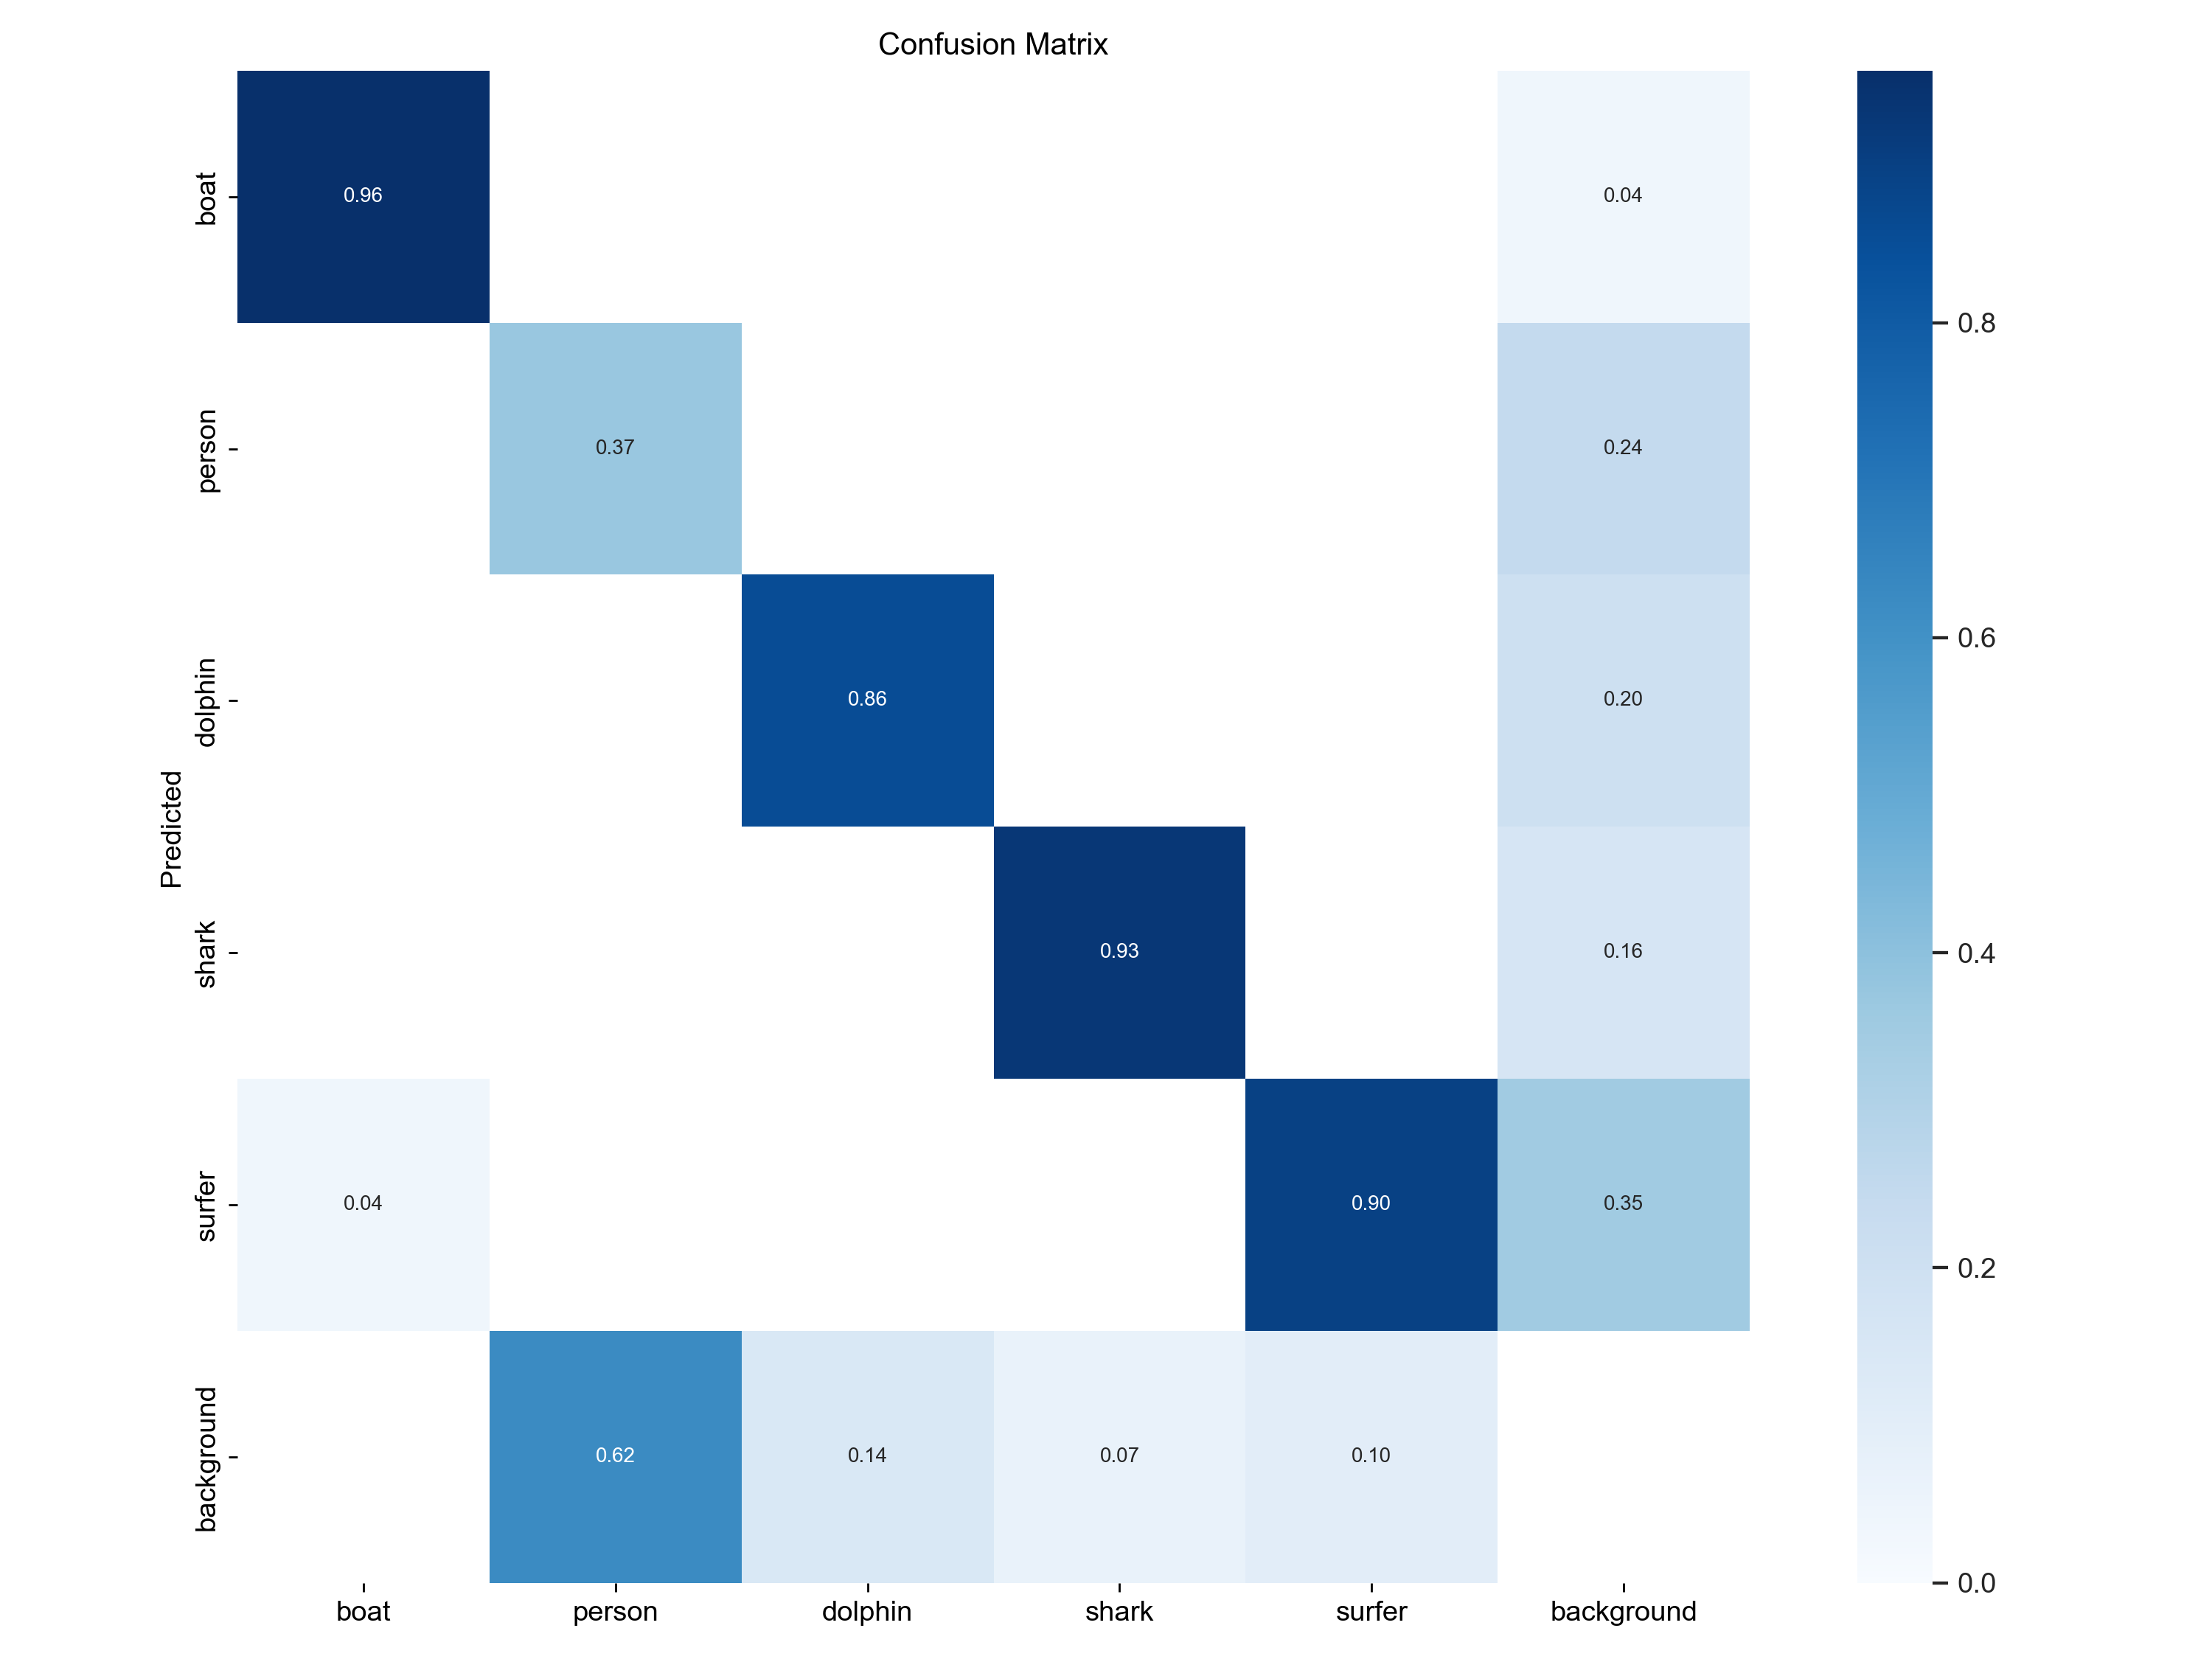 Confusion Matrix
boat
0.96
0.04
person
0.37
0.24
0.8
dolphin
0.86
0.20
0.6
Predicted
shark
0.93
0.16
0.4
surfer
0.04
0.90
0.35
0.2
background
0.62
0.14
0.07
0.10
0.0
boat person dolphin shark surfer background